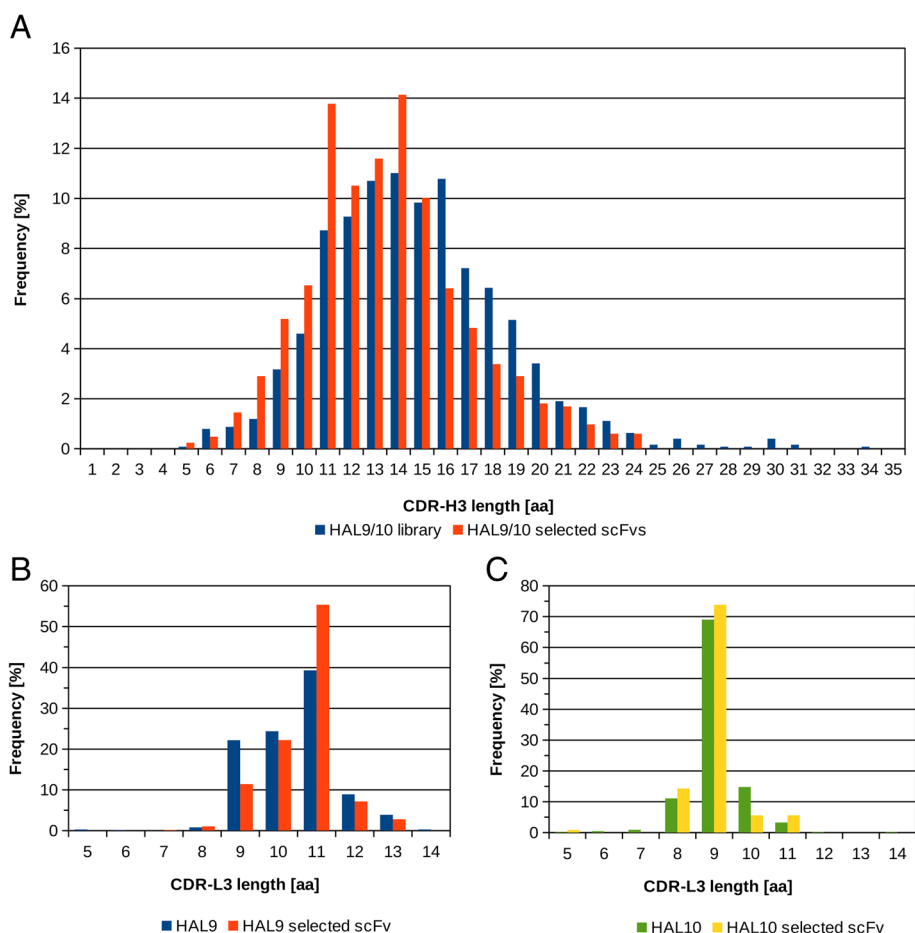 A
16
14
12
10
8
6
4
2
0
Frequency [%]
1 2 3 4 5 6 7 8 9 10 11 12 13 14 15 16 17 18 19 20 21 22 23 24 25 26 27 28 29 30 31 32 33 34 35
CDR-H3 length [aa]
HAL9/10 library HAL9/10 selected scFvs
B
60
50
40
30
20
10
0
Frequency [%]
5 6 7 8 9 10 11 12 13 14
CDR-L3 length [aa]
HAL9 HAL9 selected scFv
C
80
70
60
50
40
30
20
10
0
Frequency [%]
5 6 7 8 9 10 11 12 13 14
CDR-L3 length [aa]
HAL10 HAL10 selected scFv